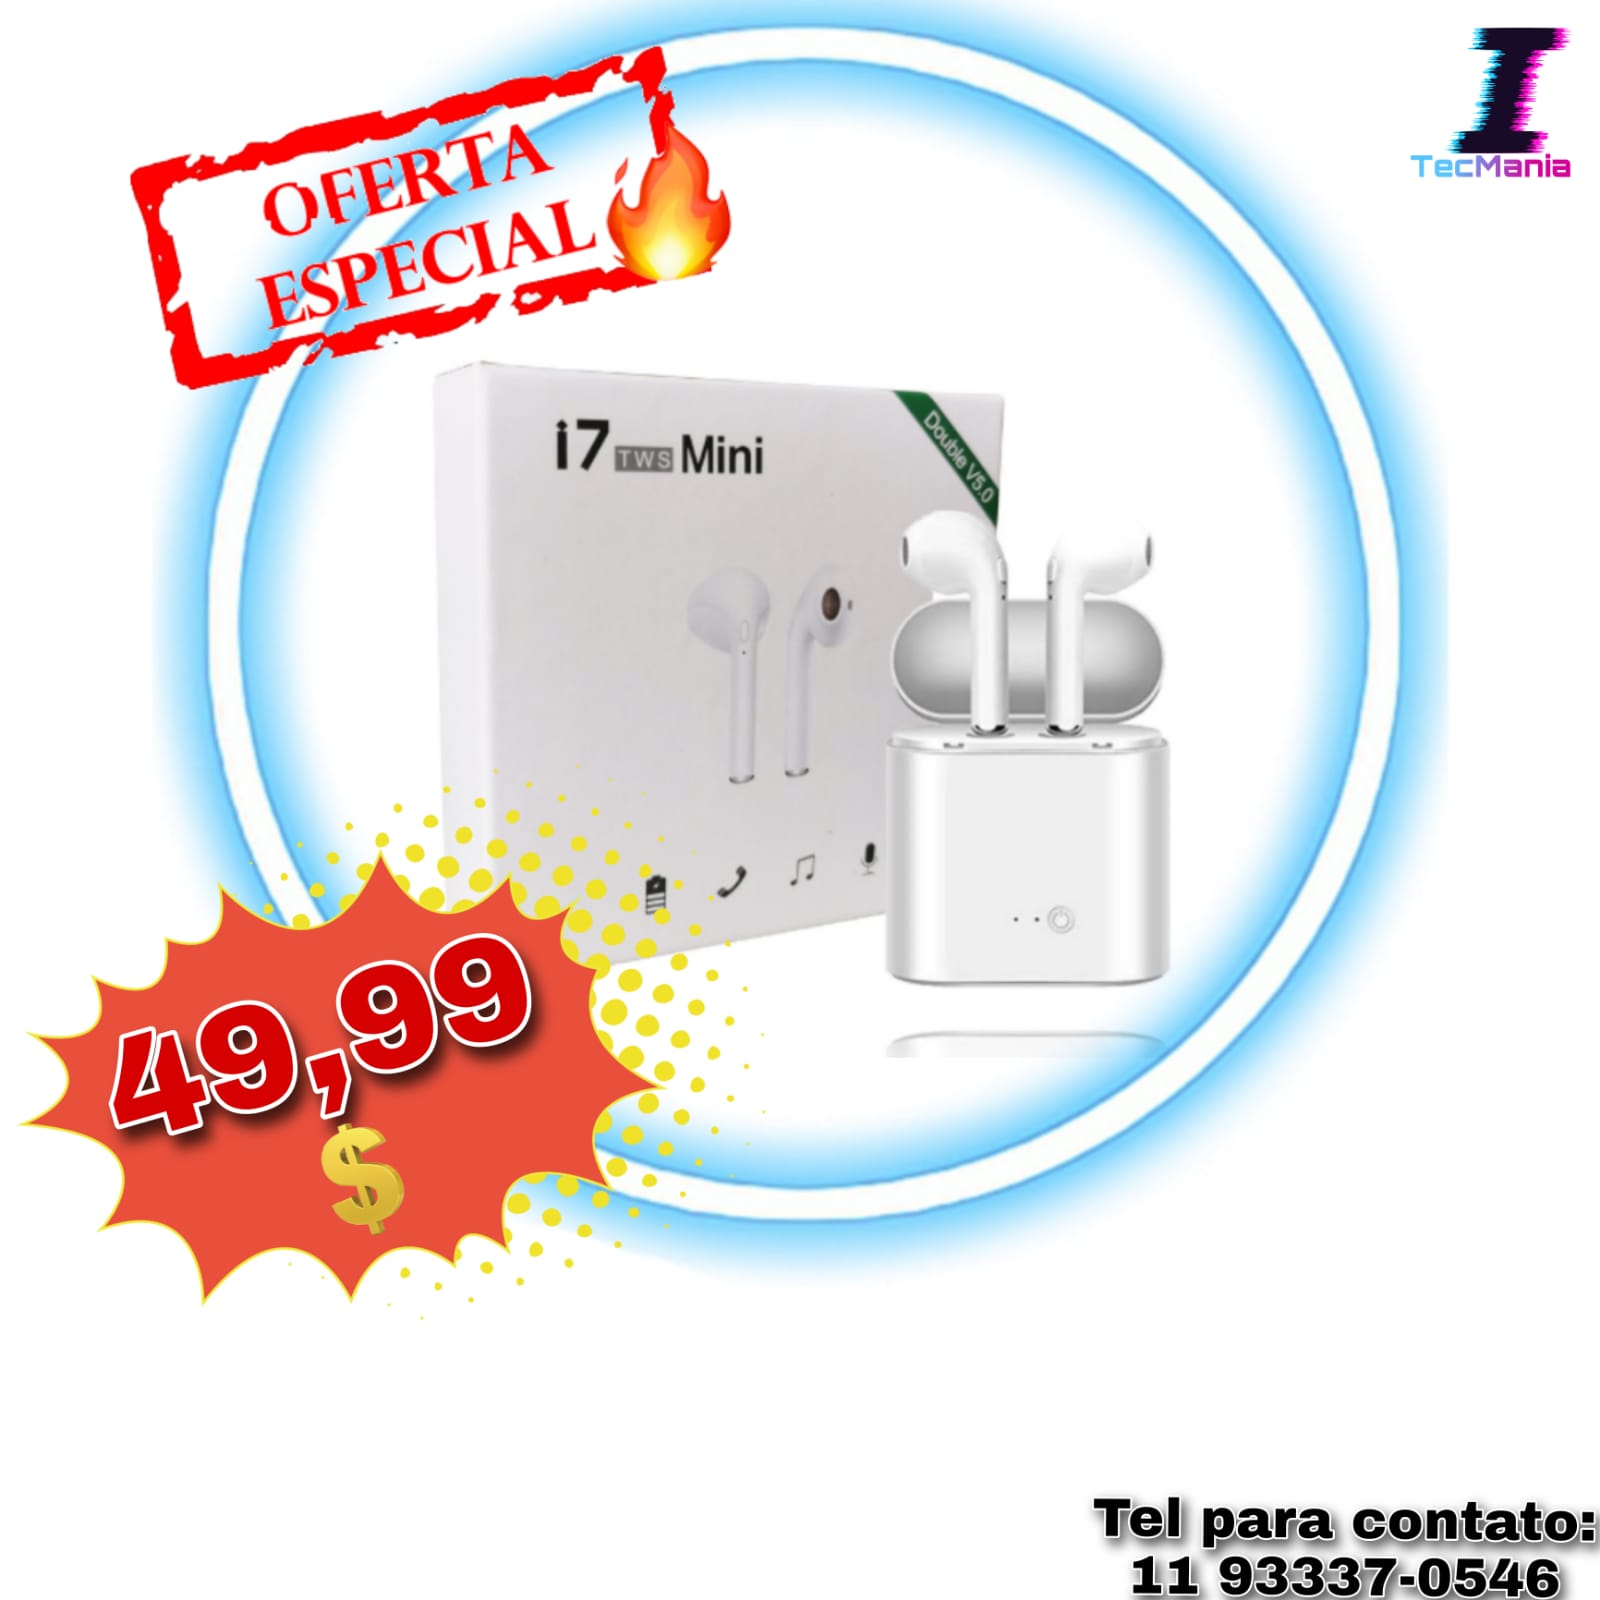 I
TecMania
OFERTA
ESPECIAL
i7 TWS Mini
Double V5.0
49,99
$
Tel para contato:
11 93337-0546